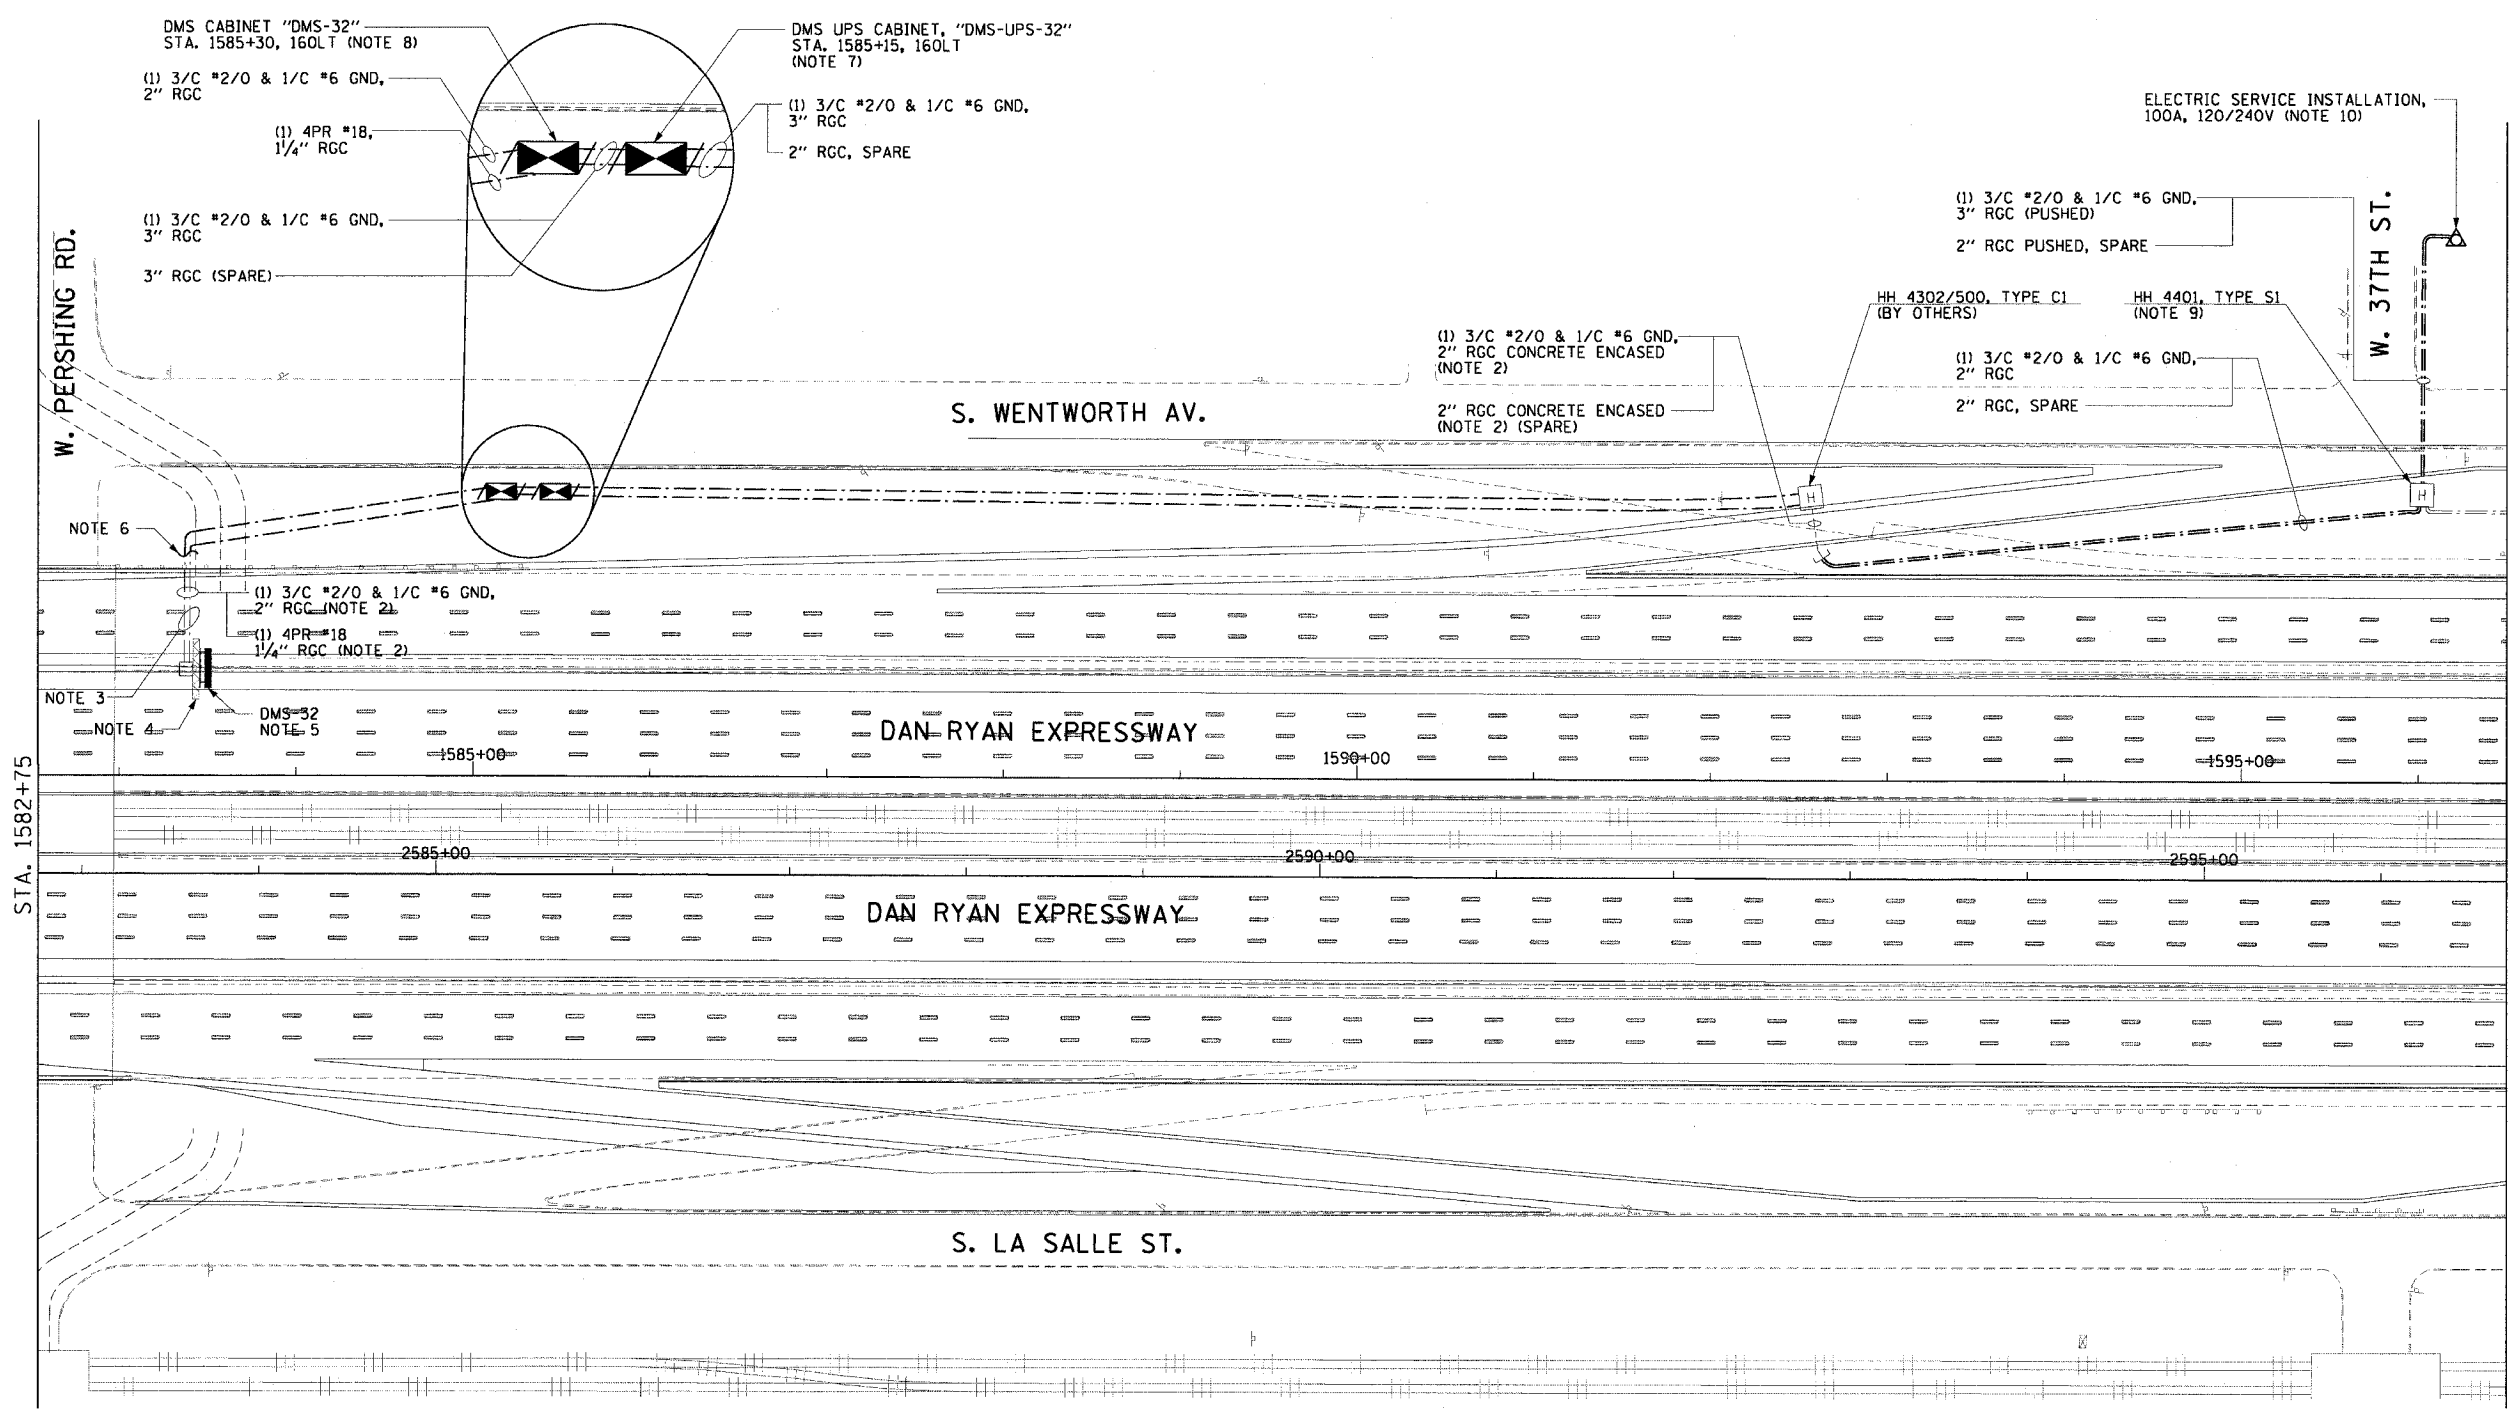 DMS CABINET "DMS-32"
STA. 1585+30, 160LT (NOTE 8)
(1) 3/C #2/0 & 1/C #6 GND,
2" RGC
(1) 4PR #18,
1 1/4" RGC
(1) 3/C #2/0 & 1/C #6 GND,
3" RGC
3" RGC (SPARE)
DMS UPS CABINET, "DMS-UPS-32"
STA. 1585+15, 160LT
(NOTE 7)
(1) 3/C #2/0 & 1/C #6 GND,
3" RGC
2" RGC, SPARE
ELECTRIC SERVICE INSTALLATION,
100A, 120/240V (NOTE 10)
(1) 3/C #2/0 & 1/C #6 GND,
3" RGC (PUSHED)
2" RGC PUSHED, SPARE
HH 4302/500, TYPE C1
(BY OTHERS)
HH 4401, TYPE S1
(NOTE 9)
(1) 3/C #2/0 & 1/C #6 GND,
2" RGC CONCRETE ENCASED
(NOTE 2)
2" RGC CONCRETE ENCASED
(NOTE 2) (SPARE)
(1) 3/C #2/0 & 1/C #6 GND,
2" RGC
2" RGC, SPARE
W. PERSHING RD.
W. 37TH ST.
S. WENTWORTH AV.
H
H
NOTE 6
(1) 3/C #2/0 & 1/C #6 GND,
2" RGC (NOTE 2)
(1) 4PR #18
1 1/4" RGC (NOTE 2)
NOTE 3
NOTE 4
DMS-32
NOTE 5
DAN RYAN EXPRESSWAY
1585+00
1590+00
1595+00
STA. 1582+75
2585+00
2590+00
2595+00
DAN RYAN EXPRESSWAY
S. LA SALLE ST.